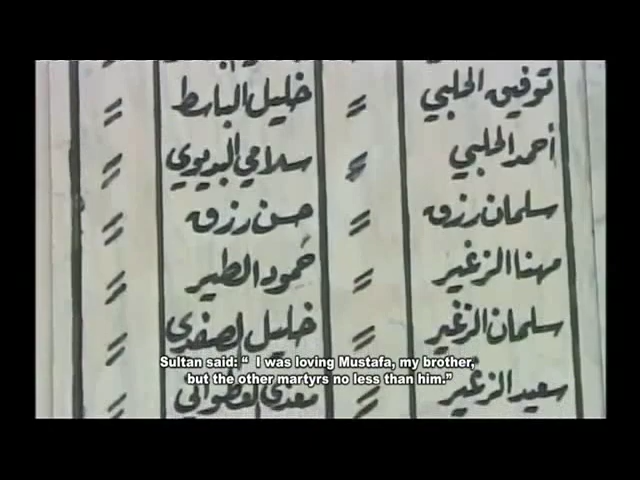 توفيق الحلبي 〃 خليل الباسط 〃
أحمد الحلبي 〃 سلامي البديوي 〃
سلمان رزق 〃 حسن رزق 〃
مهنا الزغير 〃 حمود الطير 〃
سلمان الزغير 〃 خليل الصفدي 〃
سعيد الزغير 〃
Sultan said: “ I was loving Mustafa, my brother,
but the other martyrs no less than him.”